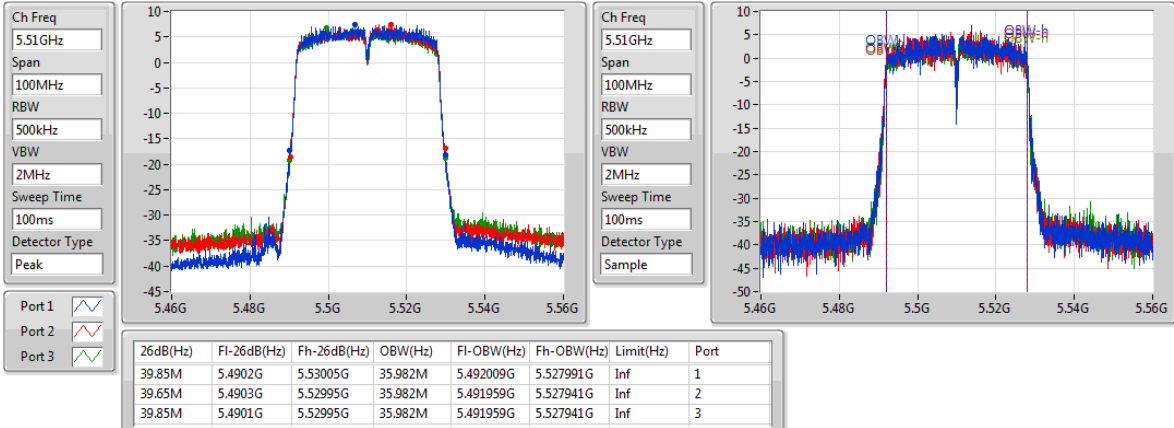 Ch Freq
5.51GHz
Span
100MHz
RBW
500kHz
VBW
2MHz
Sweep Time
100ms
Detector Type
Peak
Port 1
Port 2
Port 3
10
5
0
-5
-10
-15
-20
-25
-30
-35
-40
-45
5.46G 5.48G 5.5G 5.52G 5.54G 5.56G
Ch Freq
5.51GHz
Span
100MHz
RBW
500kHz
VBW
2MHz
Sweep Time
100ms
Detector Type
Sample
10
5
0
-5
-10
-15
-20
-25
-30
-35
-40
-45
-50
5.46G 5.48G 5.5G 5.52G 5.54G 5.56G
26dB(Hz) Fl-26dB(Hz) Fh-26dB(Hz) OBW(Hz) Fl-OBW(Hz) Fh-OBW(Hz) Limit(Hz) Port
39.85M 5.4902G 5.53005G 35.982M 5.492009G 5.527991G Inf 1
39.65M 5.4903G 5.52995G 35.982M 5.491959G 5.527941G Inf 2
39.85M 5.4901G 5.52995G 35.982M 5.491959G 5.527941G Inf 3